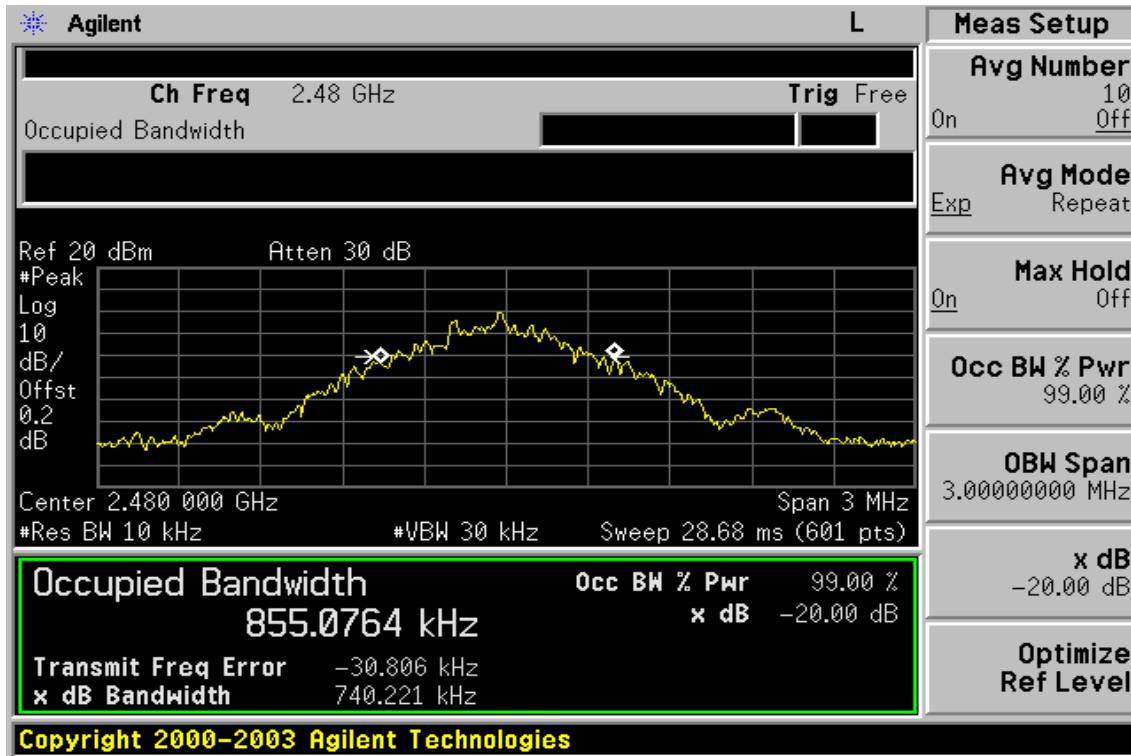 Agilent L
Ch Freq 2.48 GHz Trig Free
Occupied Bandwidth
Ref 20 dBm Atten 30 dB
#Peak
Log
10
dB/
Offst
0.2
dB
Center 2.480 000 GHz Span 3 MHz
#Res BW 10 kHz #VBW 30 kHz Sweep 28.68 ms (601 pts)
Occupied Bandwidth Occ BW % Pwr 99.00 %
855.0764 kHz x dB -20.00 dB
Transmit Freq Error -30.806 kHz
x dB Bandwidth 740.221 kHz
Copyright 2000-2003 Agilent Technologies
Meas Setup
Avg Number
10
On Off
Avg Mode
Exp Repeat
Max Hold
On Off
Occ BW % Pwr
99.00 %
OBW Span
3.00000000 MHz
x dB
-20.00 dB
Optimize
Ref Level